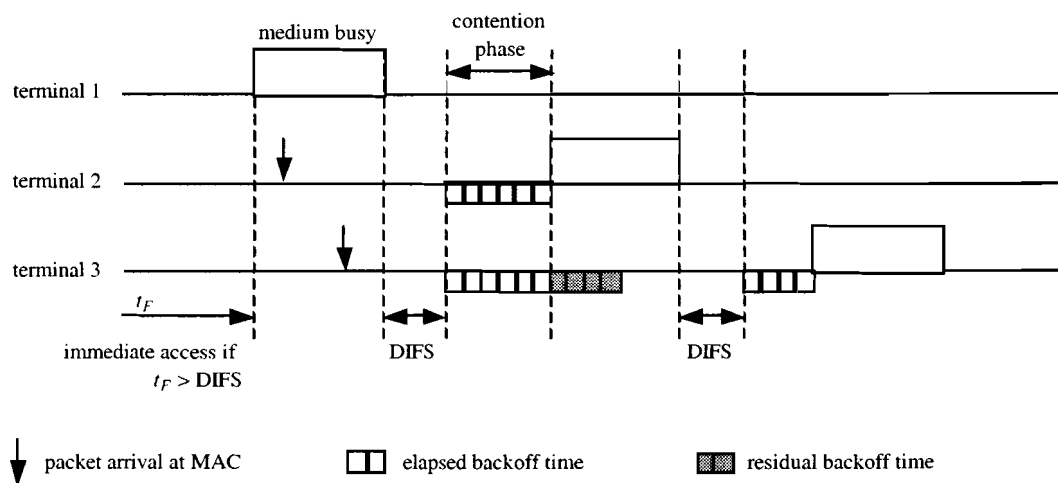 medium busy
contention
phase
terminal 1
terminal 2
terminal 3
t_F
immediate access if
t_F > DIFS
DIFS
DIFS
packet arrival at MAC
elapsed backoff time
residual backoff time